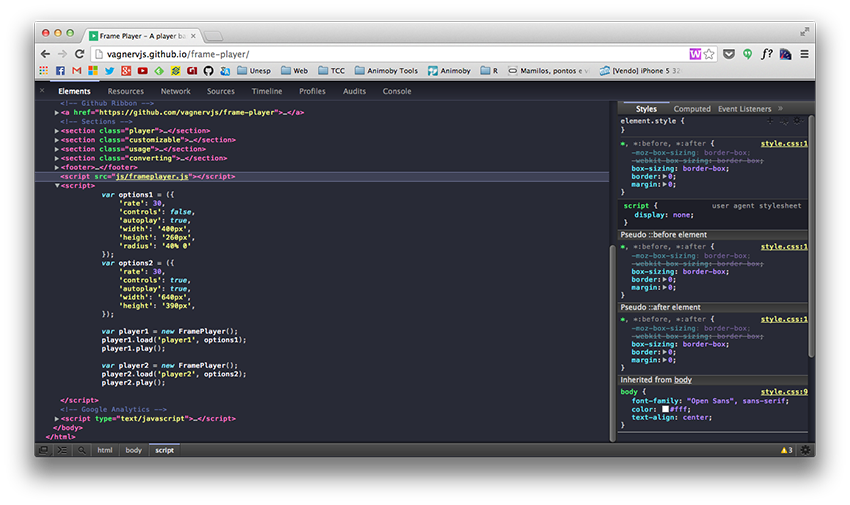 Frame Player – A player ba
vagnervjs.github.io/frame-player/
Unesp Web TCC Animoby Tools Animoby R Mamilos, pontos e v [Vendo] iPhone 5 32
Elements Resources Network Sources Timeline Profiles Audits Console
<!-- Github Ribbon -->
<a href="https://github.com/vagnervjs/frame-player">…</a>
<!-- Sections -->
<section class="player">…</section>
<section class="customizable">…</section>
<section class="usage">…</section>
<section class="converting">…</section>
<footer>…</footer>
<script src="js/frameplayer.js"></script>
<script>
var options1 = ({
'rate': 30,
'controls': false,
'autoplay': true,
'width': '400px',
'height': '260px',
'radius': '40% 0'
});
var options2 = ({
'rate': 30,
'controls': true,
'autoplay': true,
'width': '640px',
'height': '390px',
});
var player1 = new FramePlayer();
player1.load('player1', options1);
player1.play();
var player2 = new FramePlayer();
player2.load('player2', options2);
player2.play();
</script>
<!-- Google Analytics -->
<script type="text/javascript">…</script>
</body>
</html>
html body script
Styles Computed Event Listeners »
element.style {
}
*, *:before, *:after { style.css:1
-moz-box-sizing: border-box;
-webkit-box-sizing: border-box;
box-sizing: border-box;
border: 0;
margin: 0;
}
script { user agent stylesheet
display: none;
}
Pseudo ::before element
*, *:before, *:after { style.css:1
-moz-box-sizing: border-box;
-webkit-box-sizing: border-box;
box-sizing: border-box;
border: 0;
margin: 0;
}
Pseudo ::after element
*, *:before, *:after { style.css:1
-moz-box-sizing: border-box;
-webkit-box-sizing: border-box;
box-sizing: border-box;
border: 0;
margin: 0;
}
Inherited from body
body { style.css:9
font-family: "Open Sans", sans-serif;
color: #fff;
text-align: center;
}
3